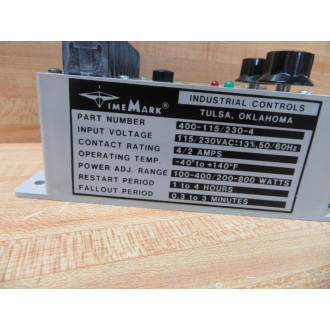 TIMEMARK®
INDUSTRIAL CONTROLS
TULSA, OKLAHOMA
PART NUMBER 400-115/230-4
INPUT VOLTAGE 115/230VAC±13%,50/60Hz
CONTACT RATING 4/2 AMPS
OPERATING TEMP. -40° to +140°F
POWER ADJ. RANGE 100-400/200-800 WATTS
RESTART PERIOD 1 to 4 HOURS
FALLOUT PERIOD 0.3 to 3 MINUTES